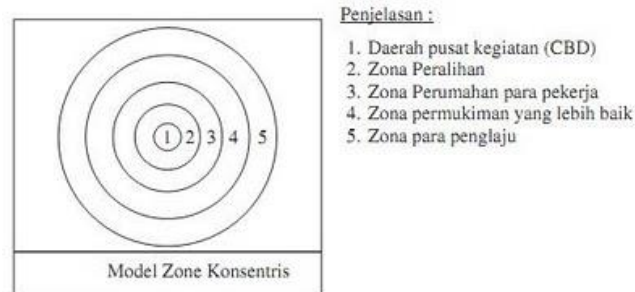 1 2 3 4 5
Model Zone Konsentris
Penjelasan :
1. Daerah pusat kegiatan (CBD)
2. Zona Peralihan
3. Zona Perumahan para pekerja
4. Zona permukiman yang lebih baik
5. Zona para penglaju